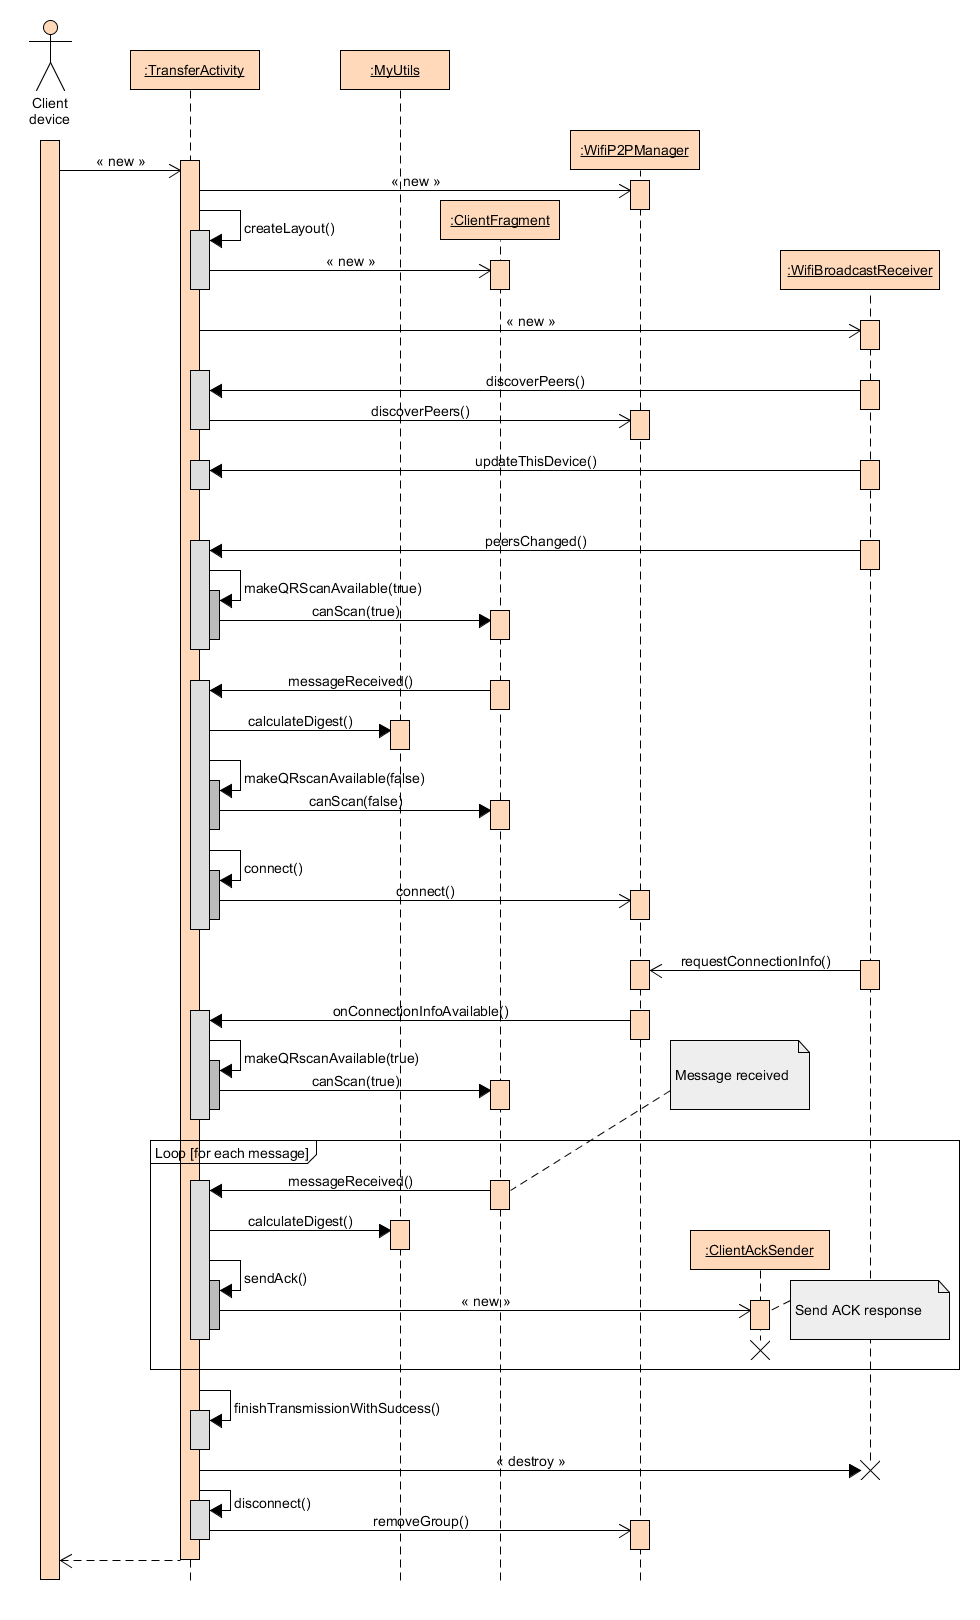 Client
device
:TransferActivity
:MyUtils
:WifiP2PManager
« new »
« new »
:ClientFragment
createLayout()
« new »
:WifiBroadcastReceiver
« new »
discoverPeers()
discoverPeers()
updateThisDevice()
peersChanged()
makeQRScanAvailable(true)
canScan(true)
messageReceived()
calculateDigest()
makeQRscanAvailable(false)
canScan(false)
connect()
connect()
requestConnectionInfo()
onConnectionInfoAvailable()
makeQRscanAvailable(true)
canScan(true)
Message received
Loop [for each message]
messageReceived()
calculateDigest()
:ClientAckSender
sendAck()
« new »
Send ACK response
finishTransmissionWithSuccess()
« destroy »
disconnect()
removeGroup()